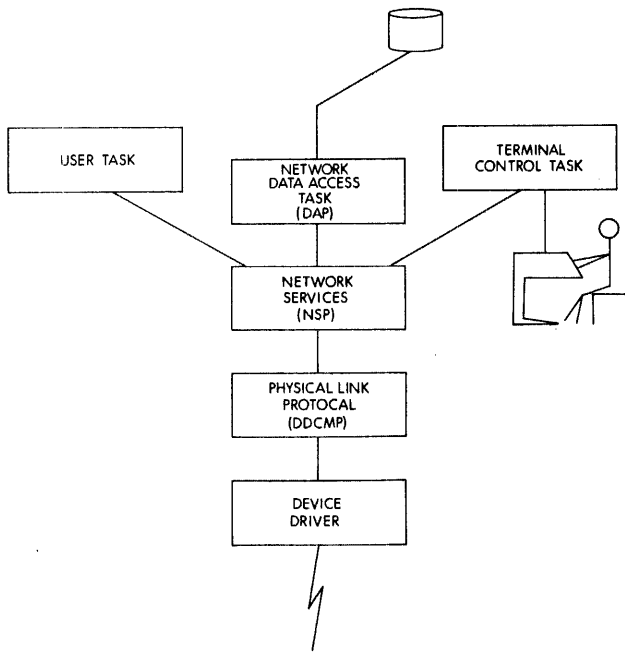 USER TASK
NETWORK
DATA ACCESS
TASK
(DAP)
TERMINAL
CONTROL TASK
NETWORK
SERVICES
(NSP)
PHYSICAL LINK
PROTOCAL
(DDCMP)
DEVICE
DRIVER